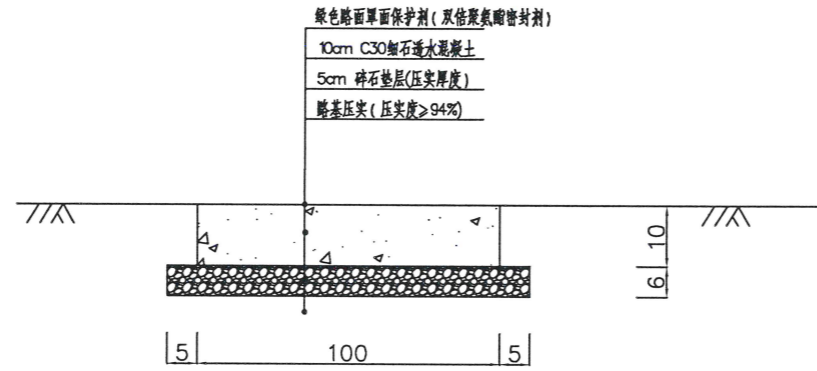 绿色路面罩面保护剂(双倍聚氨酯密封剂)
10cm C30细石透水混凝土
5cm 碎石垫层(压实厚度)
路基压实(压实度≥94%)
10
6
5 100 5